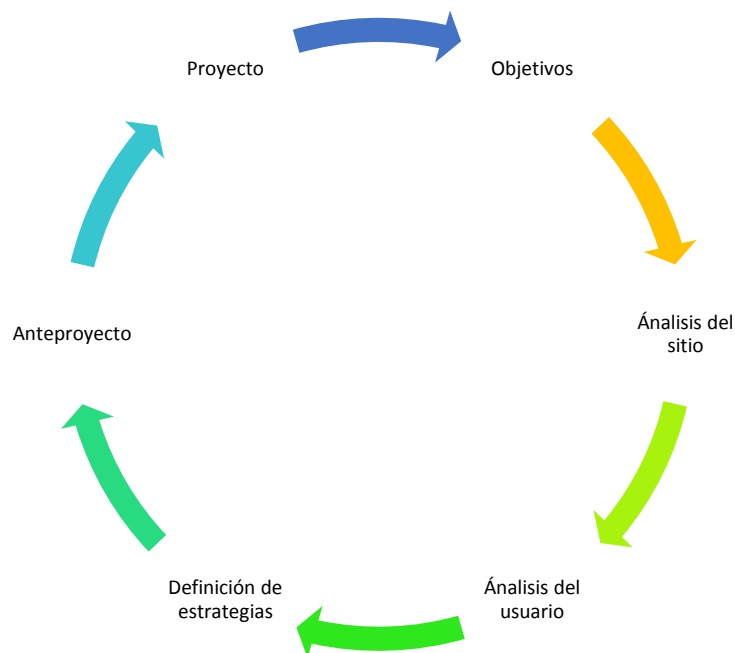 Proyecto
Objetivos
Ánalisis del
sitio
Ánalisis del
usuario
Definición de
estrategias
Anteproyecto